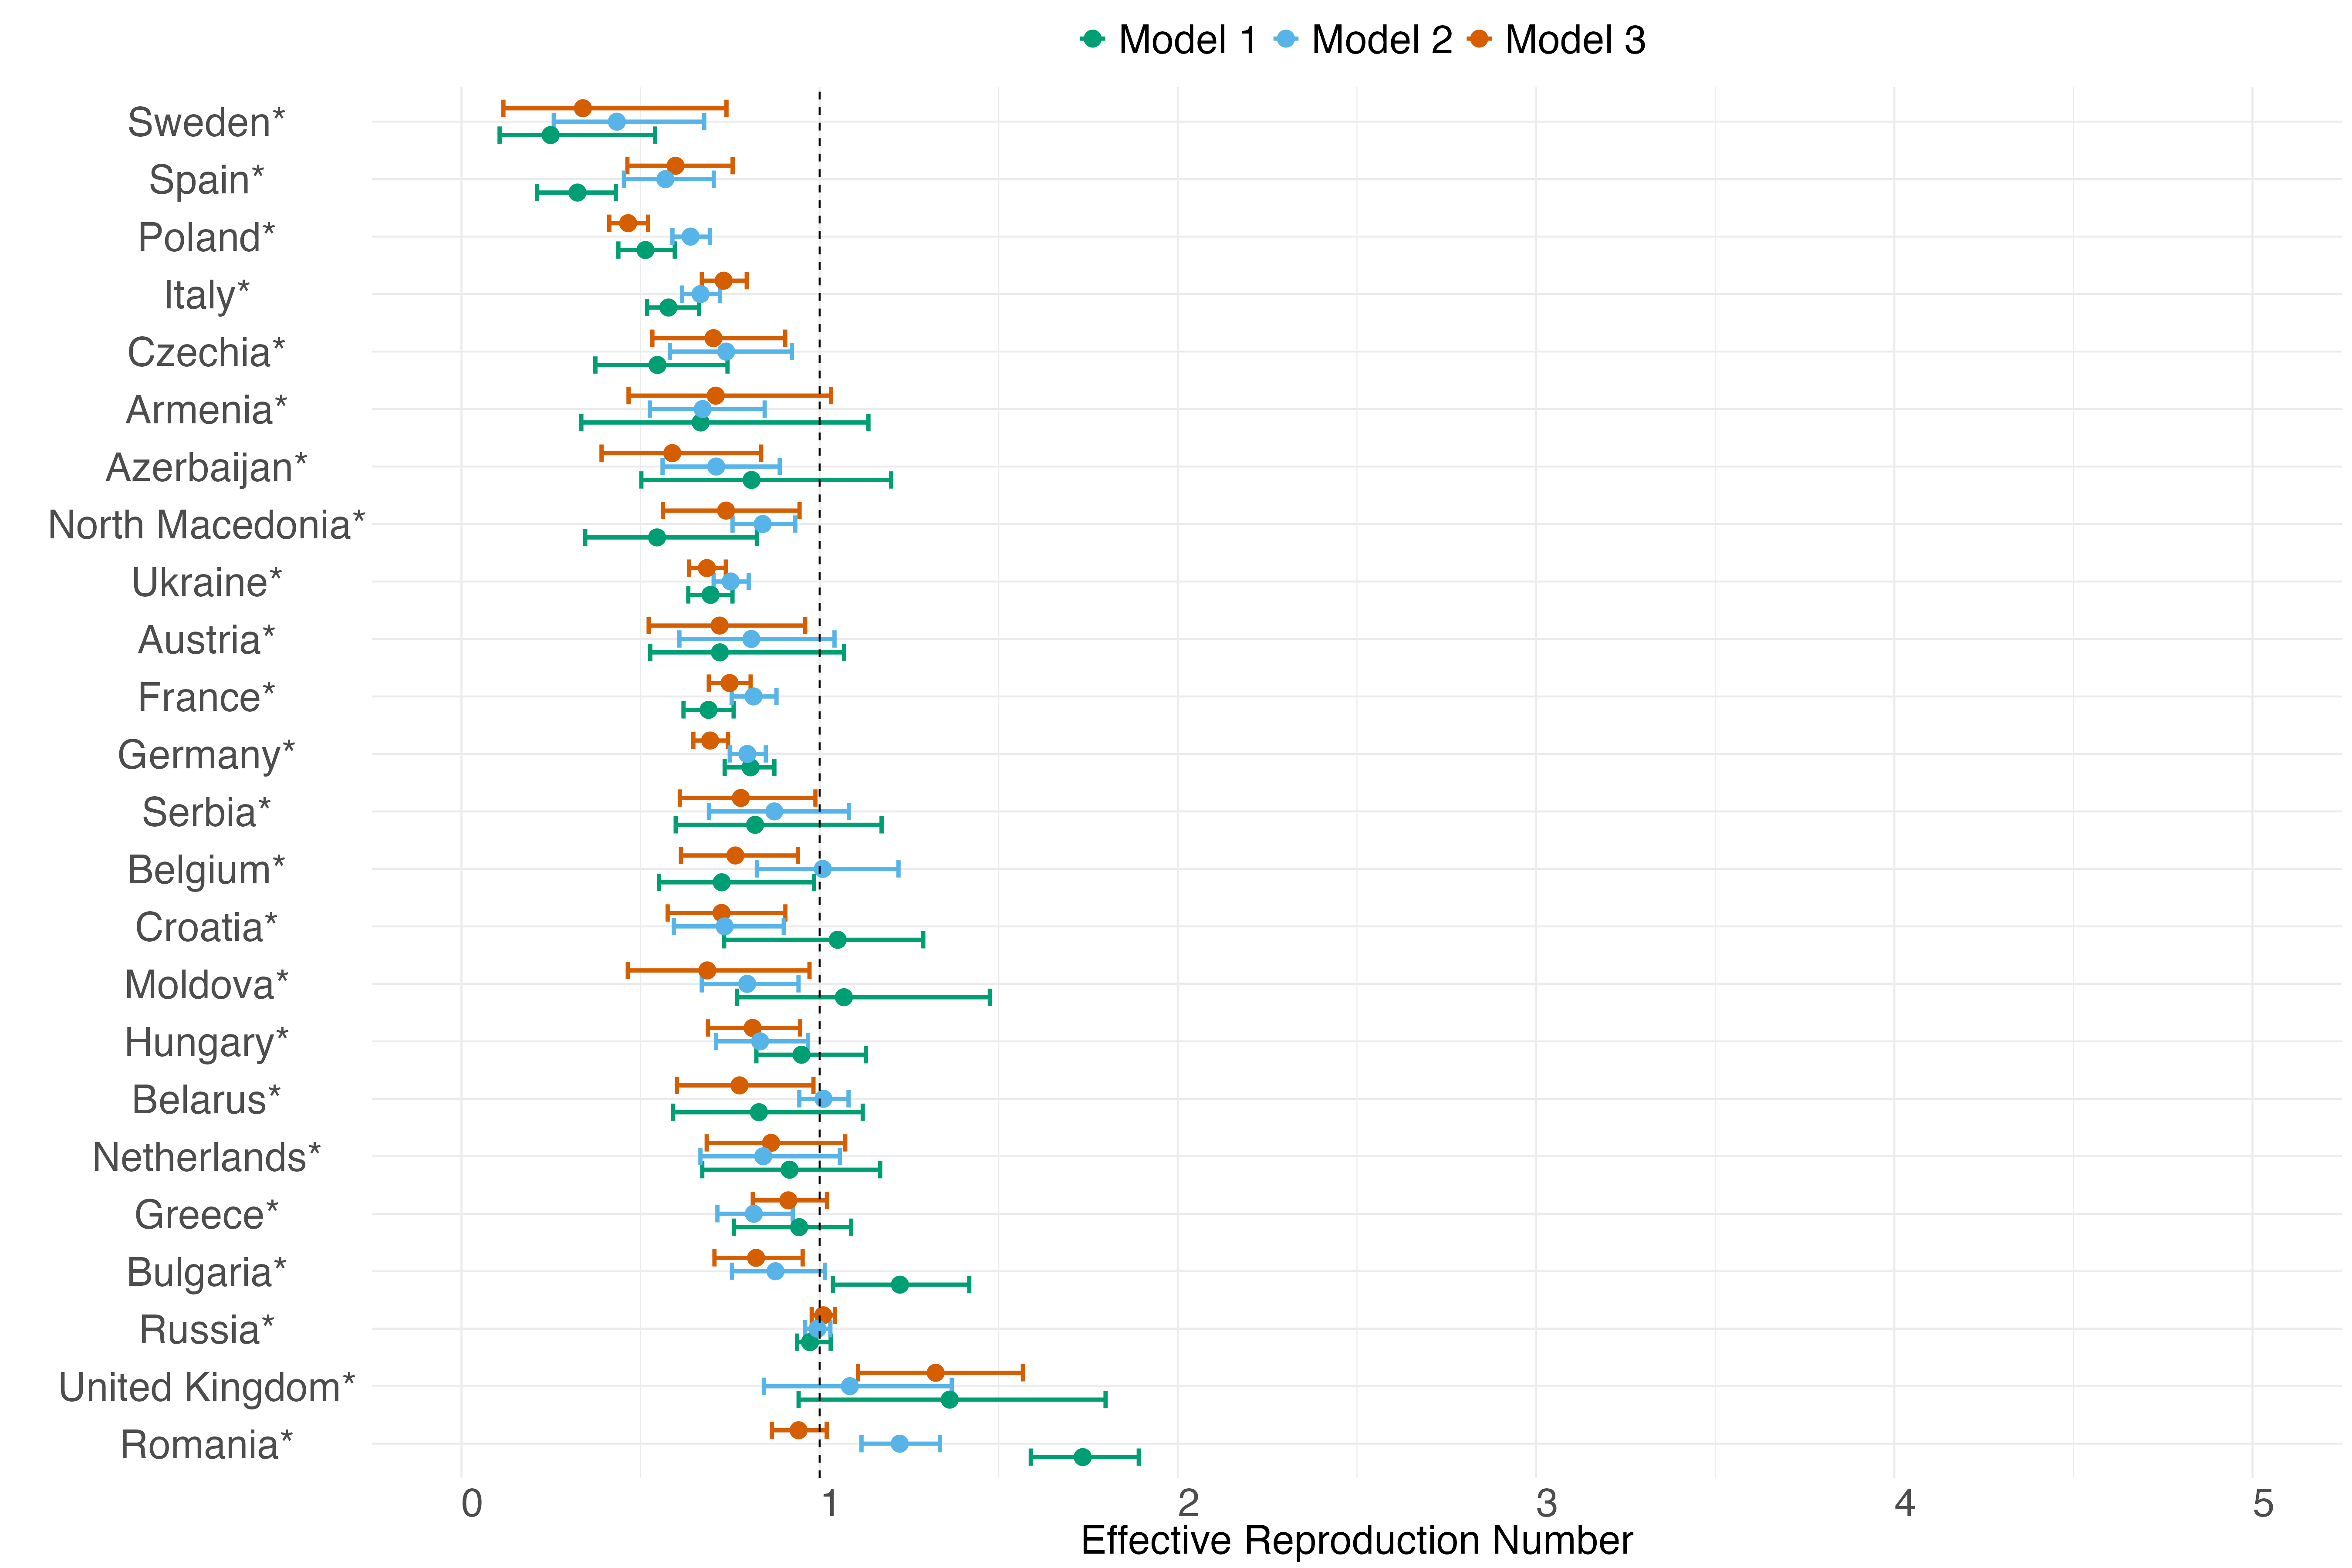 Model 1 Model 2 Model 3
Sweden*
Spain*
Poland*
Italy*
Czechia*
Armenia*
Azerbaijan*
North Macedonia*
Ukraine*
Austria*
France*
Germany*
Serbia*
Belgium*
Croatia*
Moldova*
Hungary*
Belarus*
Netherlands*
Greece*
Bulgaria*
Russia*
United Kingdom*
Romania*
0 1 2 3 4 5
Effective Reproduction Number